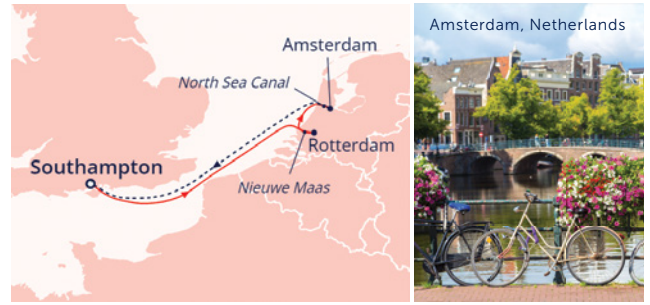 Amsterdam
North Sea Canal
Rotterdam
Southampton
Nieuwe Maas
Amsterdam, Netherlands